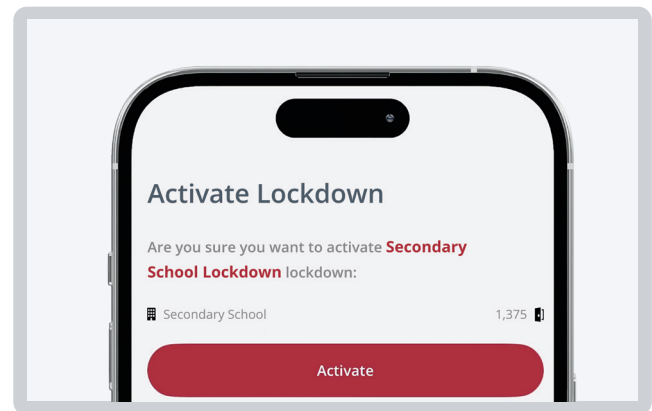 Activate Lockdown
Are you sure you want to activate Secondary
School Lockdown lockdown:
Secondary School 1,375
Activate